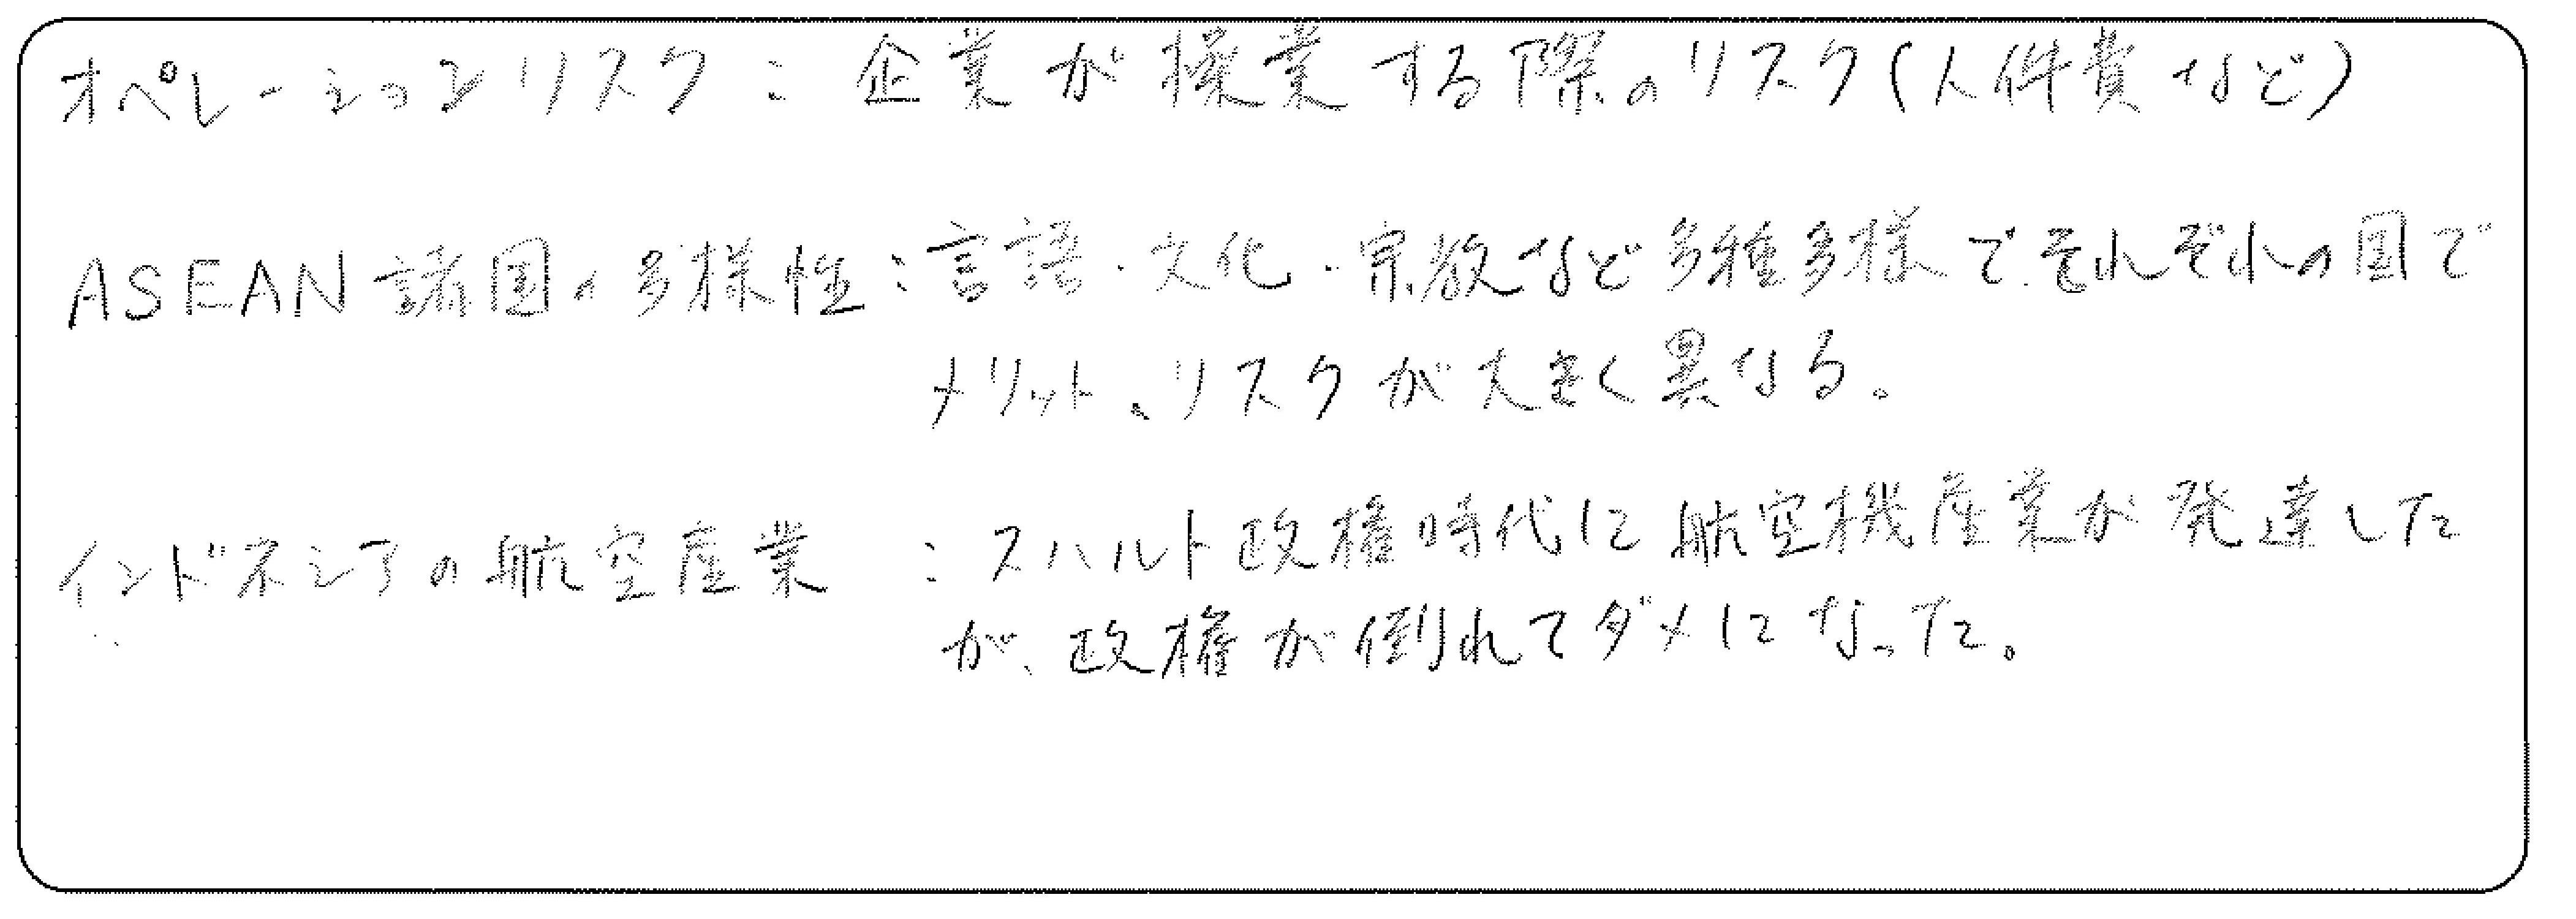 オペレーションリスク：企業が操業する際のリスク(人件費など)
ASEAN諸国の多様性：言語・文化・宗教など多種多様で、それぞれの国で
メリット、リスクが大きく異なる。
インドネシアの航空産業：スハルト政権時代に航空機産業が発達した
が、政権が倒れてダメになった。